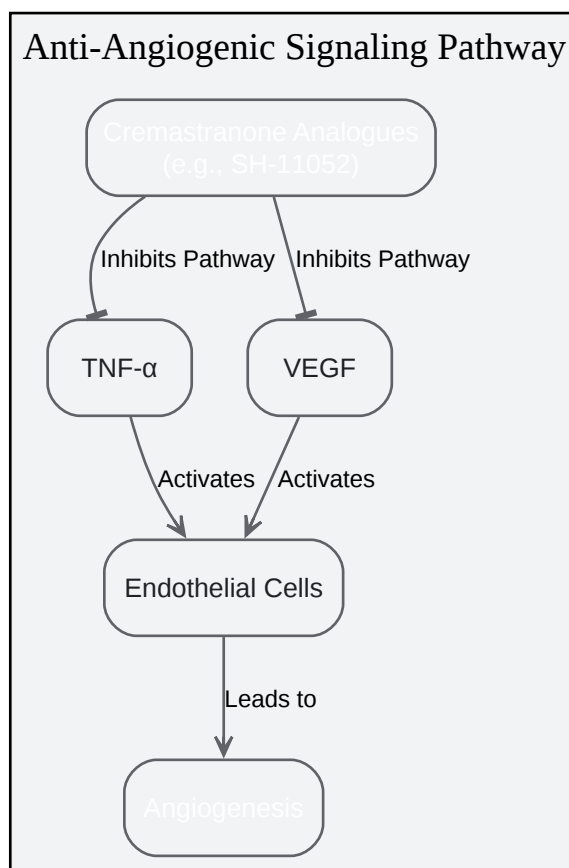 Anti-Angiogenic Signaling Pathway
Cremastranone Analogues
(e.g., SH-11052)
Inhibits Pathway
Inhibits Pathway
TNF-α
VEGF
Activates
Activates
Endothelial Cells
Leads to
Angiogenesis